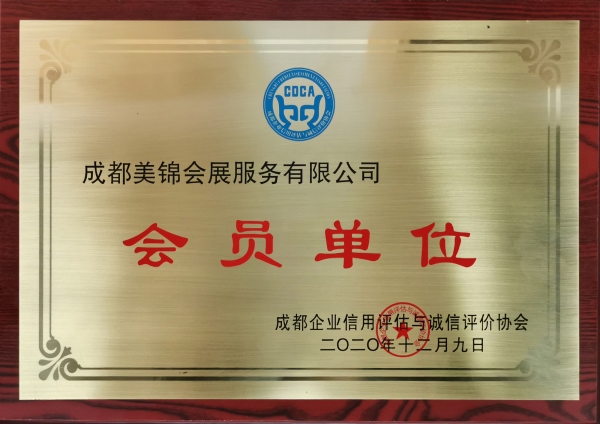 CDCA
成都美锦会展服务有限公司
会员单位
成都企业信用评估与诚信评价协会
二〇二〇年十二月九日